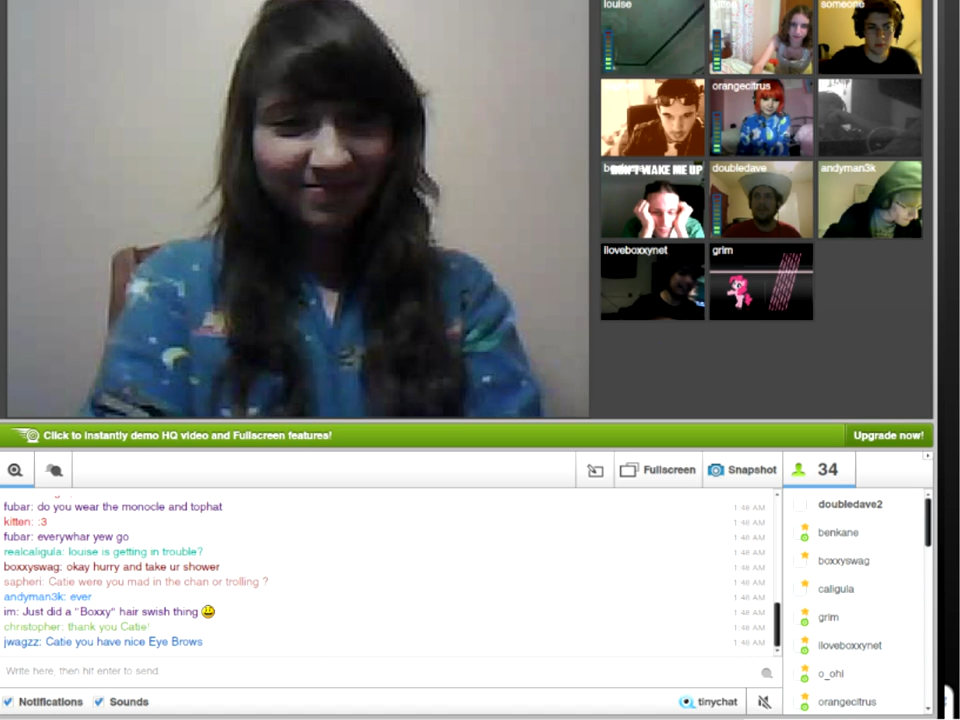 louise
kitten
someone
orangecitrus
WAKE ME UP
doubledave
andyman3k
iloveboxxynet
grim
Click to instantly demo HQ video and Fullscreen features!
Upgrade now!
Fullscreen
Snapshot
34
fubar: do you wear the monocle and tophat
1:48 AM
kitten: :3
1:48 AM
fubar: everywhar yew go
1:48 AM
realcaligula: louise is getting in trouble?
1:48 AM
boxxyswag: okay hurry and take ur shower
1:48 AM
sapheri: Catie were you mad in the chan or trolling ?
1:48 AM
andyman3k: ever
1:48 AM
im: Just did a "Boxxy" hair swish thing
1:48 AM
christopher: thank you Catie!
1:48 AM
jwagzz: Catie you have nice Eye Brows
1:48 AM
doubledave2
benkane
boxxyswag
caligula
grim
iloveboxxynet
o_ohi
orangecitrus
Write here, then hit enter to send.
Notifications
Sounds
tinychat